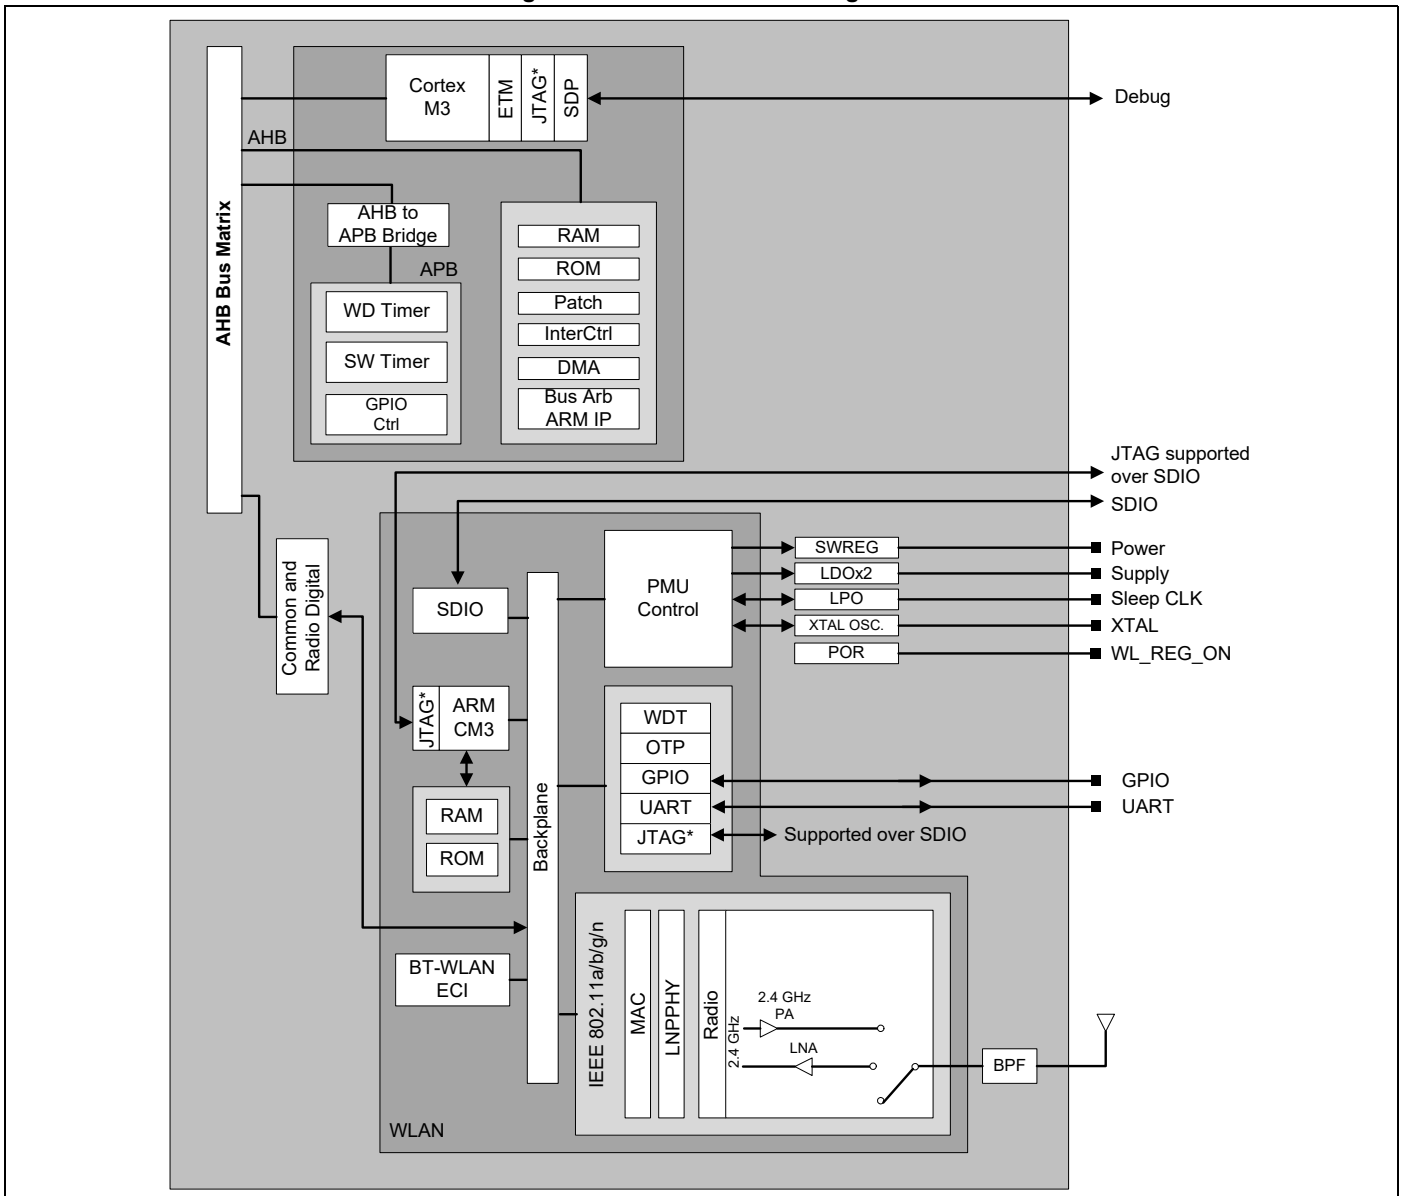 Cortex
M3
ETM
JTAG*
SDP
Debug
AHB
AHB Bus Matrix
AHB to
APB Bridge
APB
WD Timer
SW Timer
GPIO
Ctrl
RAM
ROM
Patch
InterCtrl
DMA
Bus Arb
ARM IP
JTAG supported
over SDIO
SDIO
Common and
Radio Digital
SDIO
PMU
Control
SWREG
Power
LDOx2
Supply
LPO
Sleep CLK
XTAL OSC.
XTAL
POR
WL_REG_ON
JTAG*
ARM
CM3
RAM
ROM
Backplane
WDT
OTP
GPIO
GPIO
UART
UART
JTAG*
Supported over SDIO
BT-WLAN
ECI
IEEE 802.11a/b/g/n
MAC
LNPPHY
Radio
2.4 GHz
2.4 GHz
PA
LNA
BPF
WLAN